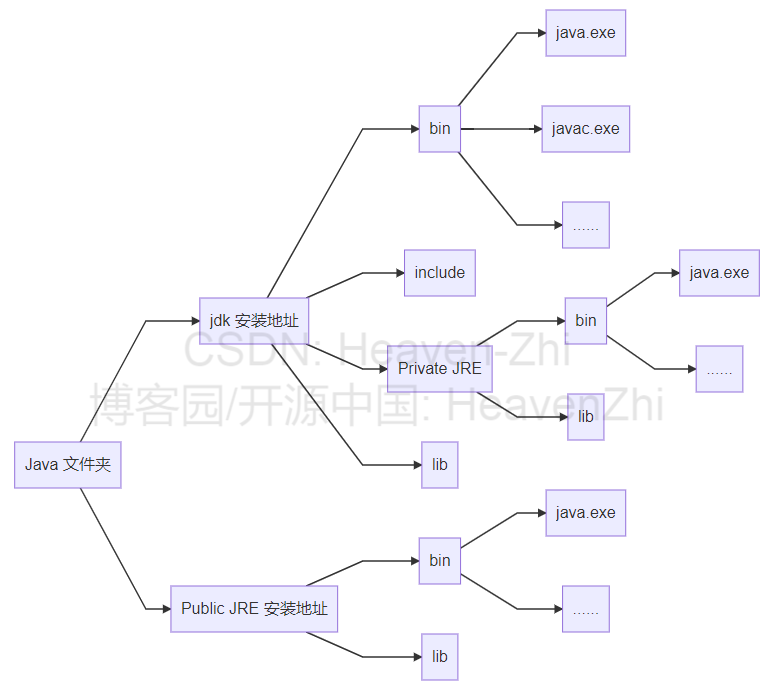 java.exe
bin
javac.exe
......
include
java.exe
jdk 安装地址
bin
Private JRE
......
lib
lib
Java 文件夹
java.exe
bin
Public JRE 安装地址
......
lib
CSDN: Heaven-Zhi
博客园/开源中国: HeavenZhi